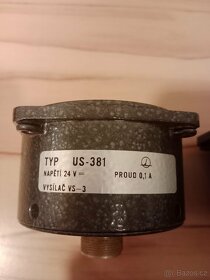 TYP US-381
NAPĚTÍ 24 V = PROUD 0,1 A
VYSÍLAČ VS-3